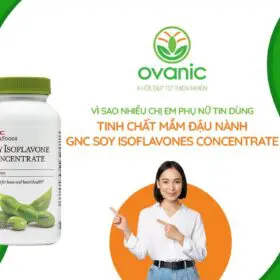 ovanic
KHỎE ĐẸP TỪ THIÊN NHIÊN
VÌ SAO NHIỀU CHỊ EM PHỤ NỮ TIN DÙNG
TINH CHẤT MẦM ĐẬU NÀNH
GNC SOY ISOFLAVONES CONCENTRATE
Y ISOFLAVONE
ONCENTRATE